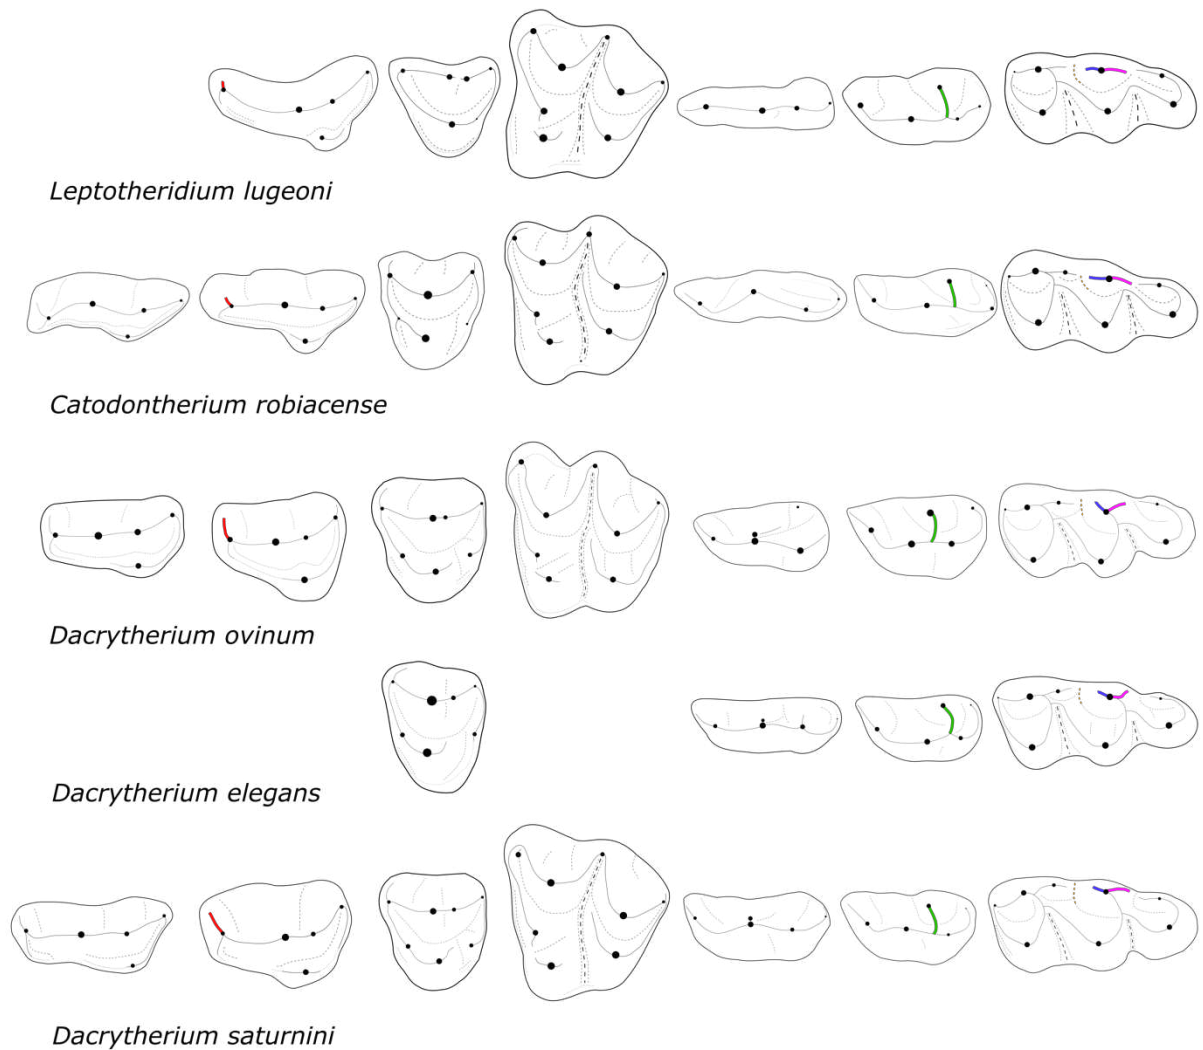 Leptotheridium lugeoni
Catodontherium robiacense
Dacrytherium ovinum
Dacrytherium elegans
Dacrytherium saturnini